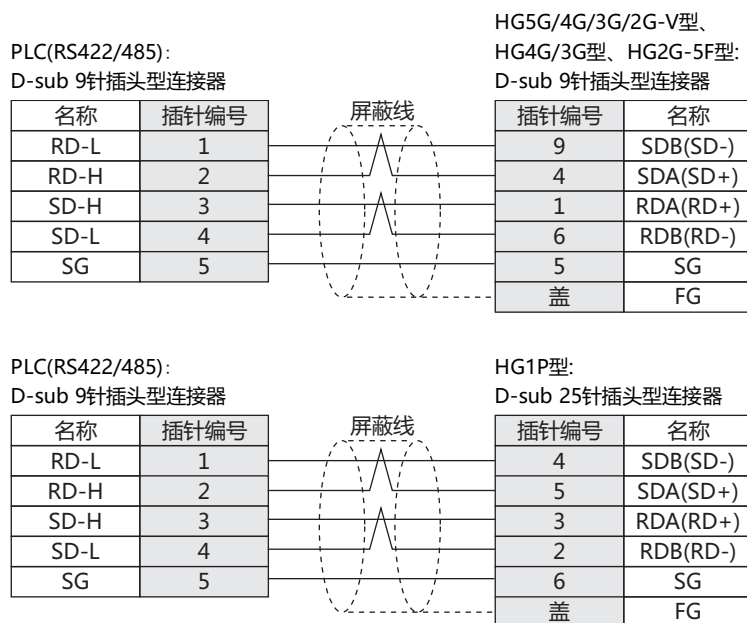 HG5G/4G/3G/2G-V型、
PLC(RS422/485): HG4G/3G型、HG2G-5F型:
D-sub 9针插头型连接器 D-sub 9针插头型连接器
名称 插针编号 屏蔽线 插针编号 名称
RD-L 1 9 SDB(SD-)
RD-H 2 4 SDA(SD+)
SD-H 3 1 RDA(RD+)
SD-L 4 6 RDB(RD-)
SG 5 5 SG
盖 FG
PLC(RS422/485): HG1P型:
D-sub 9针插头型连接器 D-sub 25针插头型连接器
名称 插针编号 屏蔽线 插针编号 名称
RD-L 1 4 SDB(SD-)
RD-H 2 5 SDA(SD+)
SD-H 3 3 RDA(RD+)
SD-L 4 2 RDB(RD-)
SG 5 6 SG
盖 FG